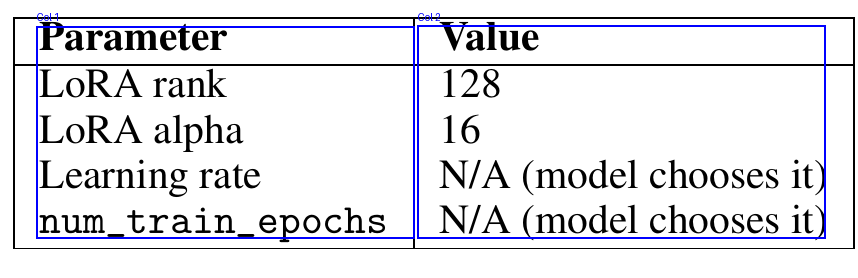 Col 1 Col 2
Parameter Value
LoRA rank 128
LoRA alpha 16
Learning rate N/A (model chooses it)
num_train_epochs N/A (model chooses it)